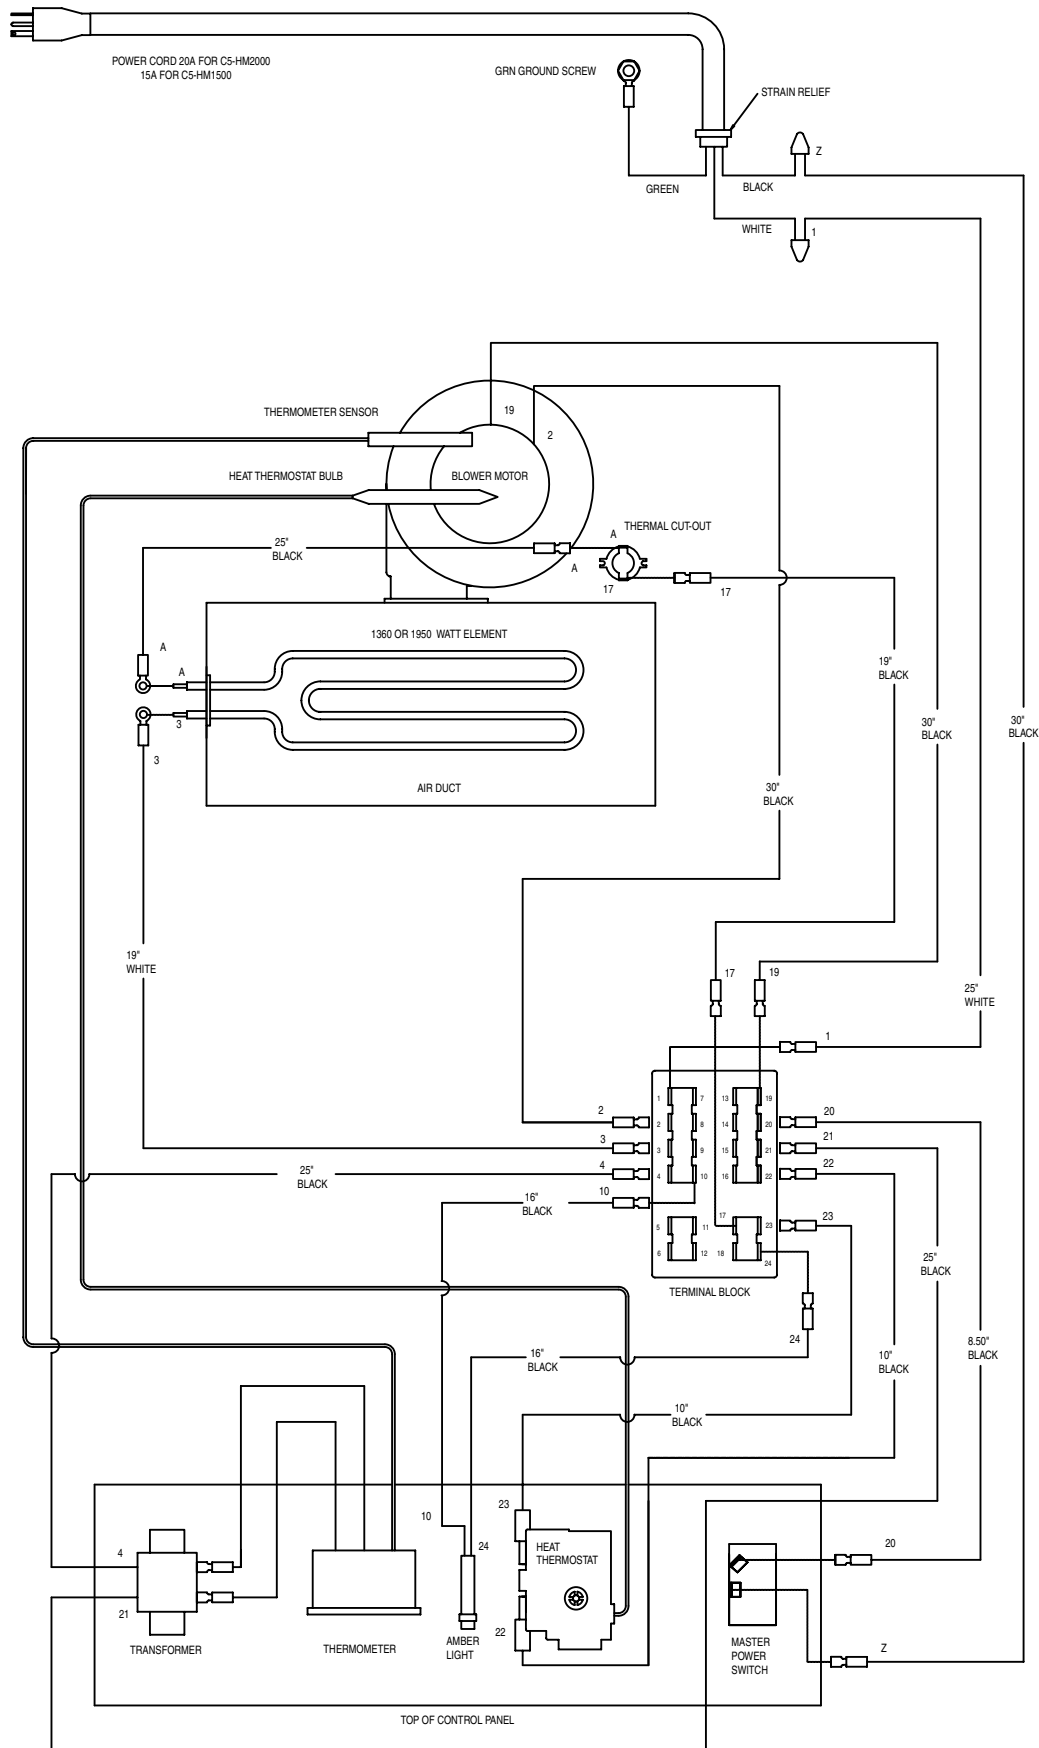 POWER CORD 20A FOR C5-HM2000
15A FOR C5-HM1500
GRN GROUND SCREW
STRAIN RELIEF
Z
GREEN
BLACK
WHITE
1
THERMOMETER SENSOR
19
2
HEAT THERMOSTAT BULB
BLOWER MOTOR
THERMAL CUT-OUT
A
25"
BLACK
A
17
17
1360 OR 1950 WATT ELEMENT
A
A
3
3
AIR DUCT
19"
BLACK
30"
BLACK
30"
BLACK
30"
BLACK
19"
WHITE
17
19
25"
WHITE
1
2
3
4
10
25"
BLACK
16"
BLACK
1
7
13
19
2
8
14
20
3
9
15
21
4
10
16
22
5
11
17
23
6
12
18
24
20
21
22
23
TERMINAL BLOCK
25"
BLACK
24
16"
BLACK
10"
BLACK
8.50"
BLACK
10"
BLACK
10
23
24
HEAT
THERMOSTAT
20
4
21
TRANSFORMER
THERMOMETER
AMBER
LIGHT
22
MASTER
POWER
SWITCH
Z
TOP OF CONTROL PANEL